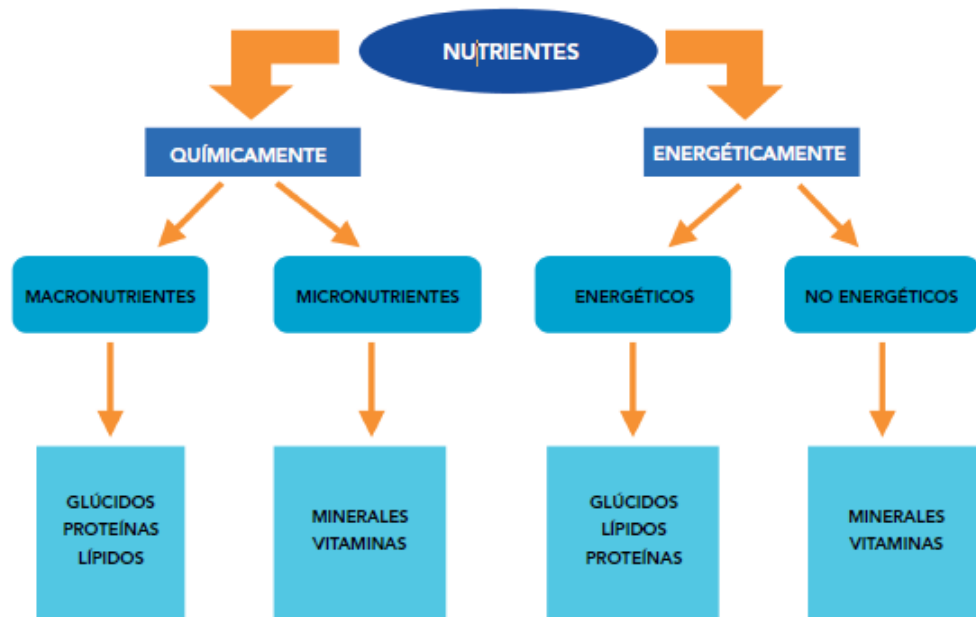 NUTRIENTES
QUÍMICAMENTE
ENERGÉTICAMENTE
MACRONUTRIENTES
MICRONUTRIENTES
ENERGÉTICOS
NO ENERGÉTICOS
GLÚCIDOS
PROTEÍNAS
LÍPIDOS
MINERALES
VITAMINAS
GLÚCIDOS
LÍPIDOS
PROTEÍNAS
MINERALES
VITAMINAS